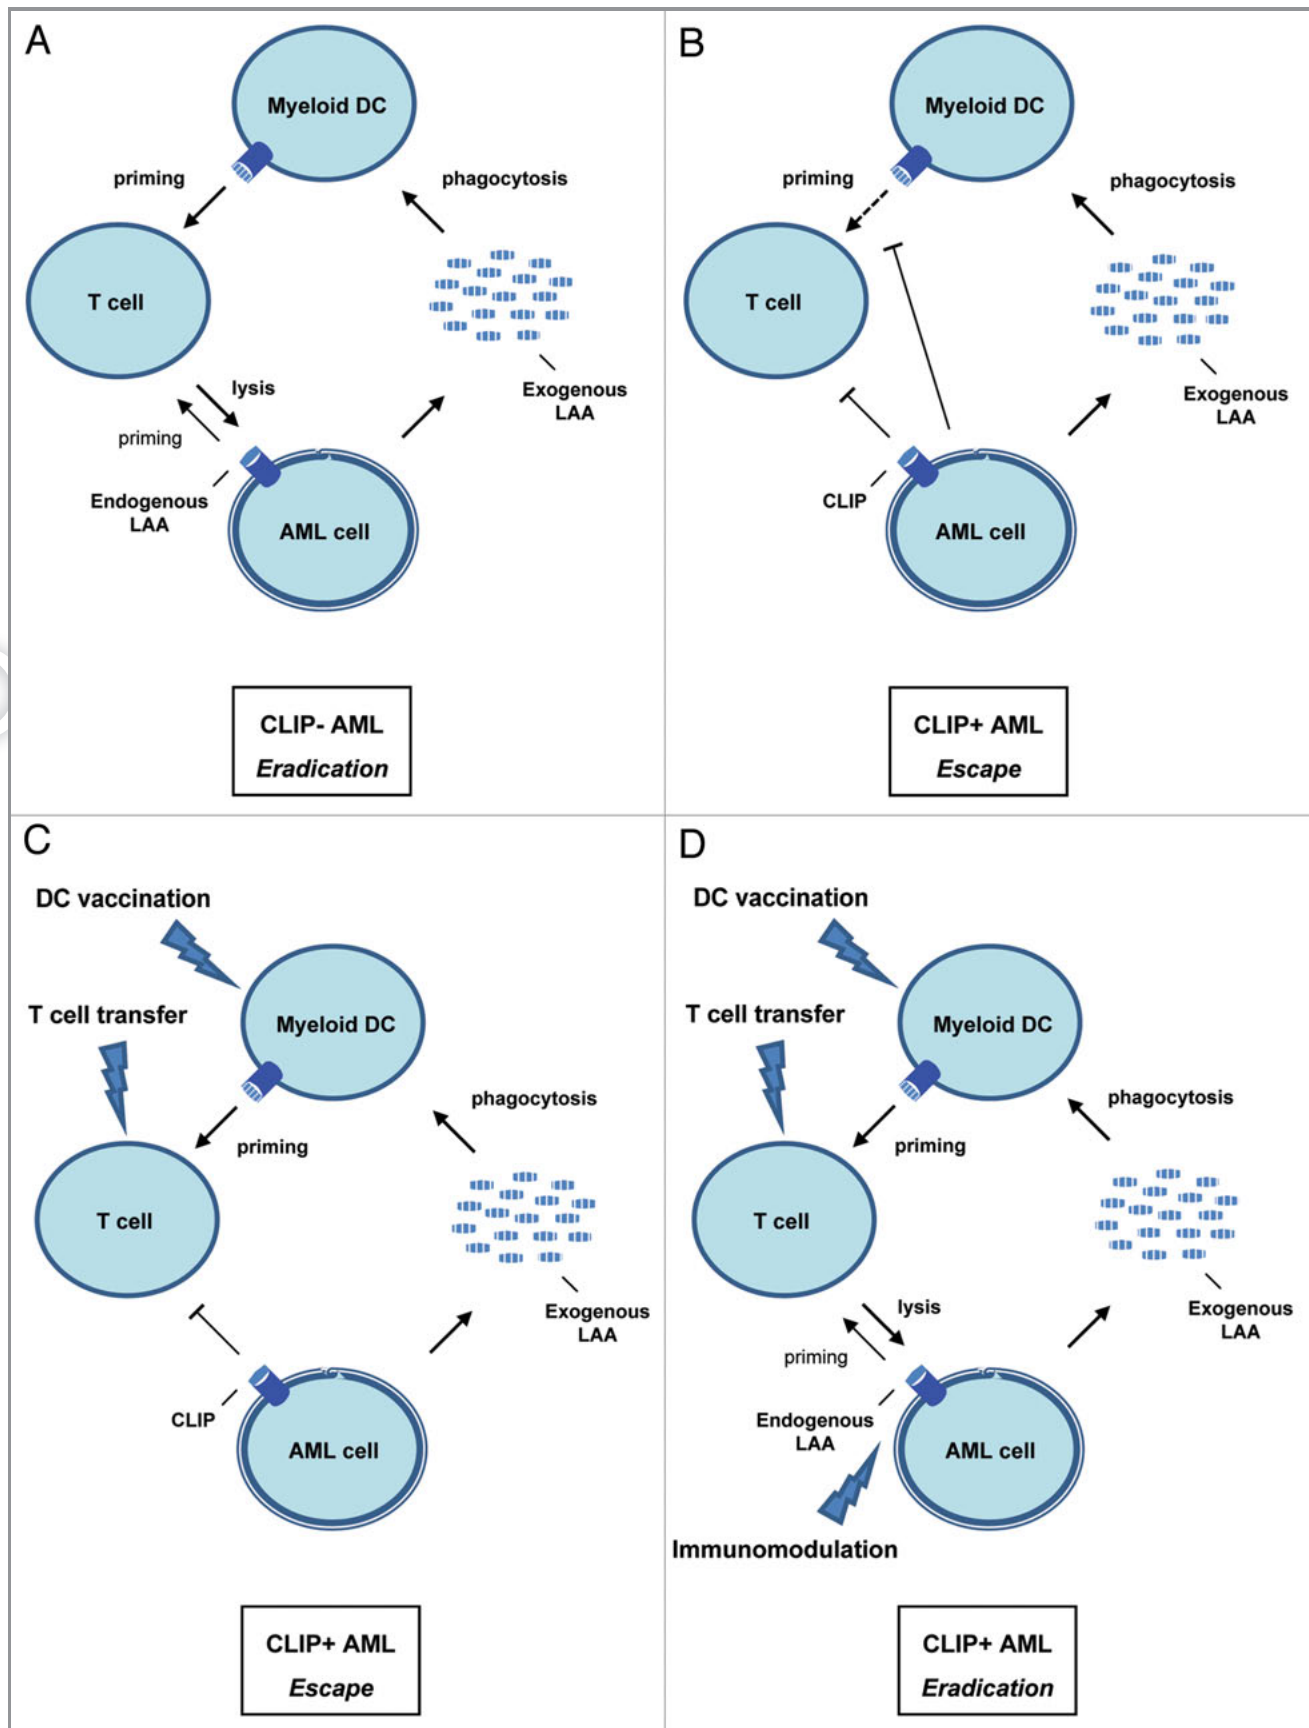 A
Myeloid DC
priming
phagocytosis
T cell
lysis
priming
Exogenous
LAA
Endogenous
LAA
AML cell
CLIP- AML
Eradication
B
Myeloid DC
priming
phagocytosis
T cell
Exogenous
LAA
CLIP
AML cell
CLIP+ AML
Escape
C
DC vaccination
T cell transfer
Myeloid DC
phagocytosis
priming
T cell
Exogenous
LAA
CLIP
AML cell
CLIP+ AML
Escape
D
DC vaccination
T cell transfer
Myeloid DC
phagocytosis
priming
T cell
lysis
priming
Exogenous
LAA
Endogenous
LAA
AML cell
Immunomodulation
CLIP+ AML
Eradication